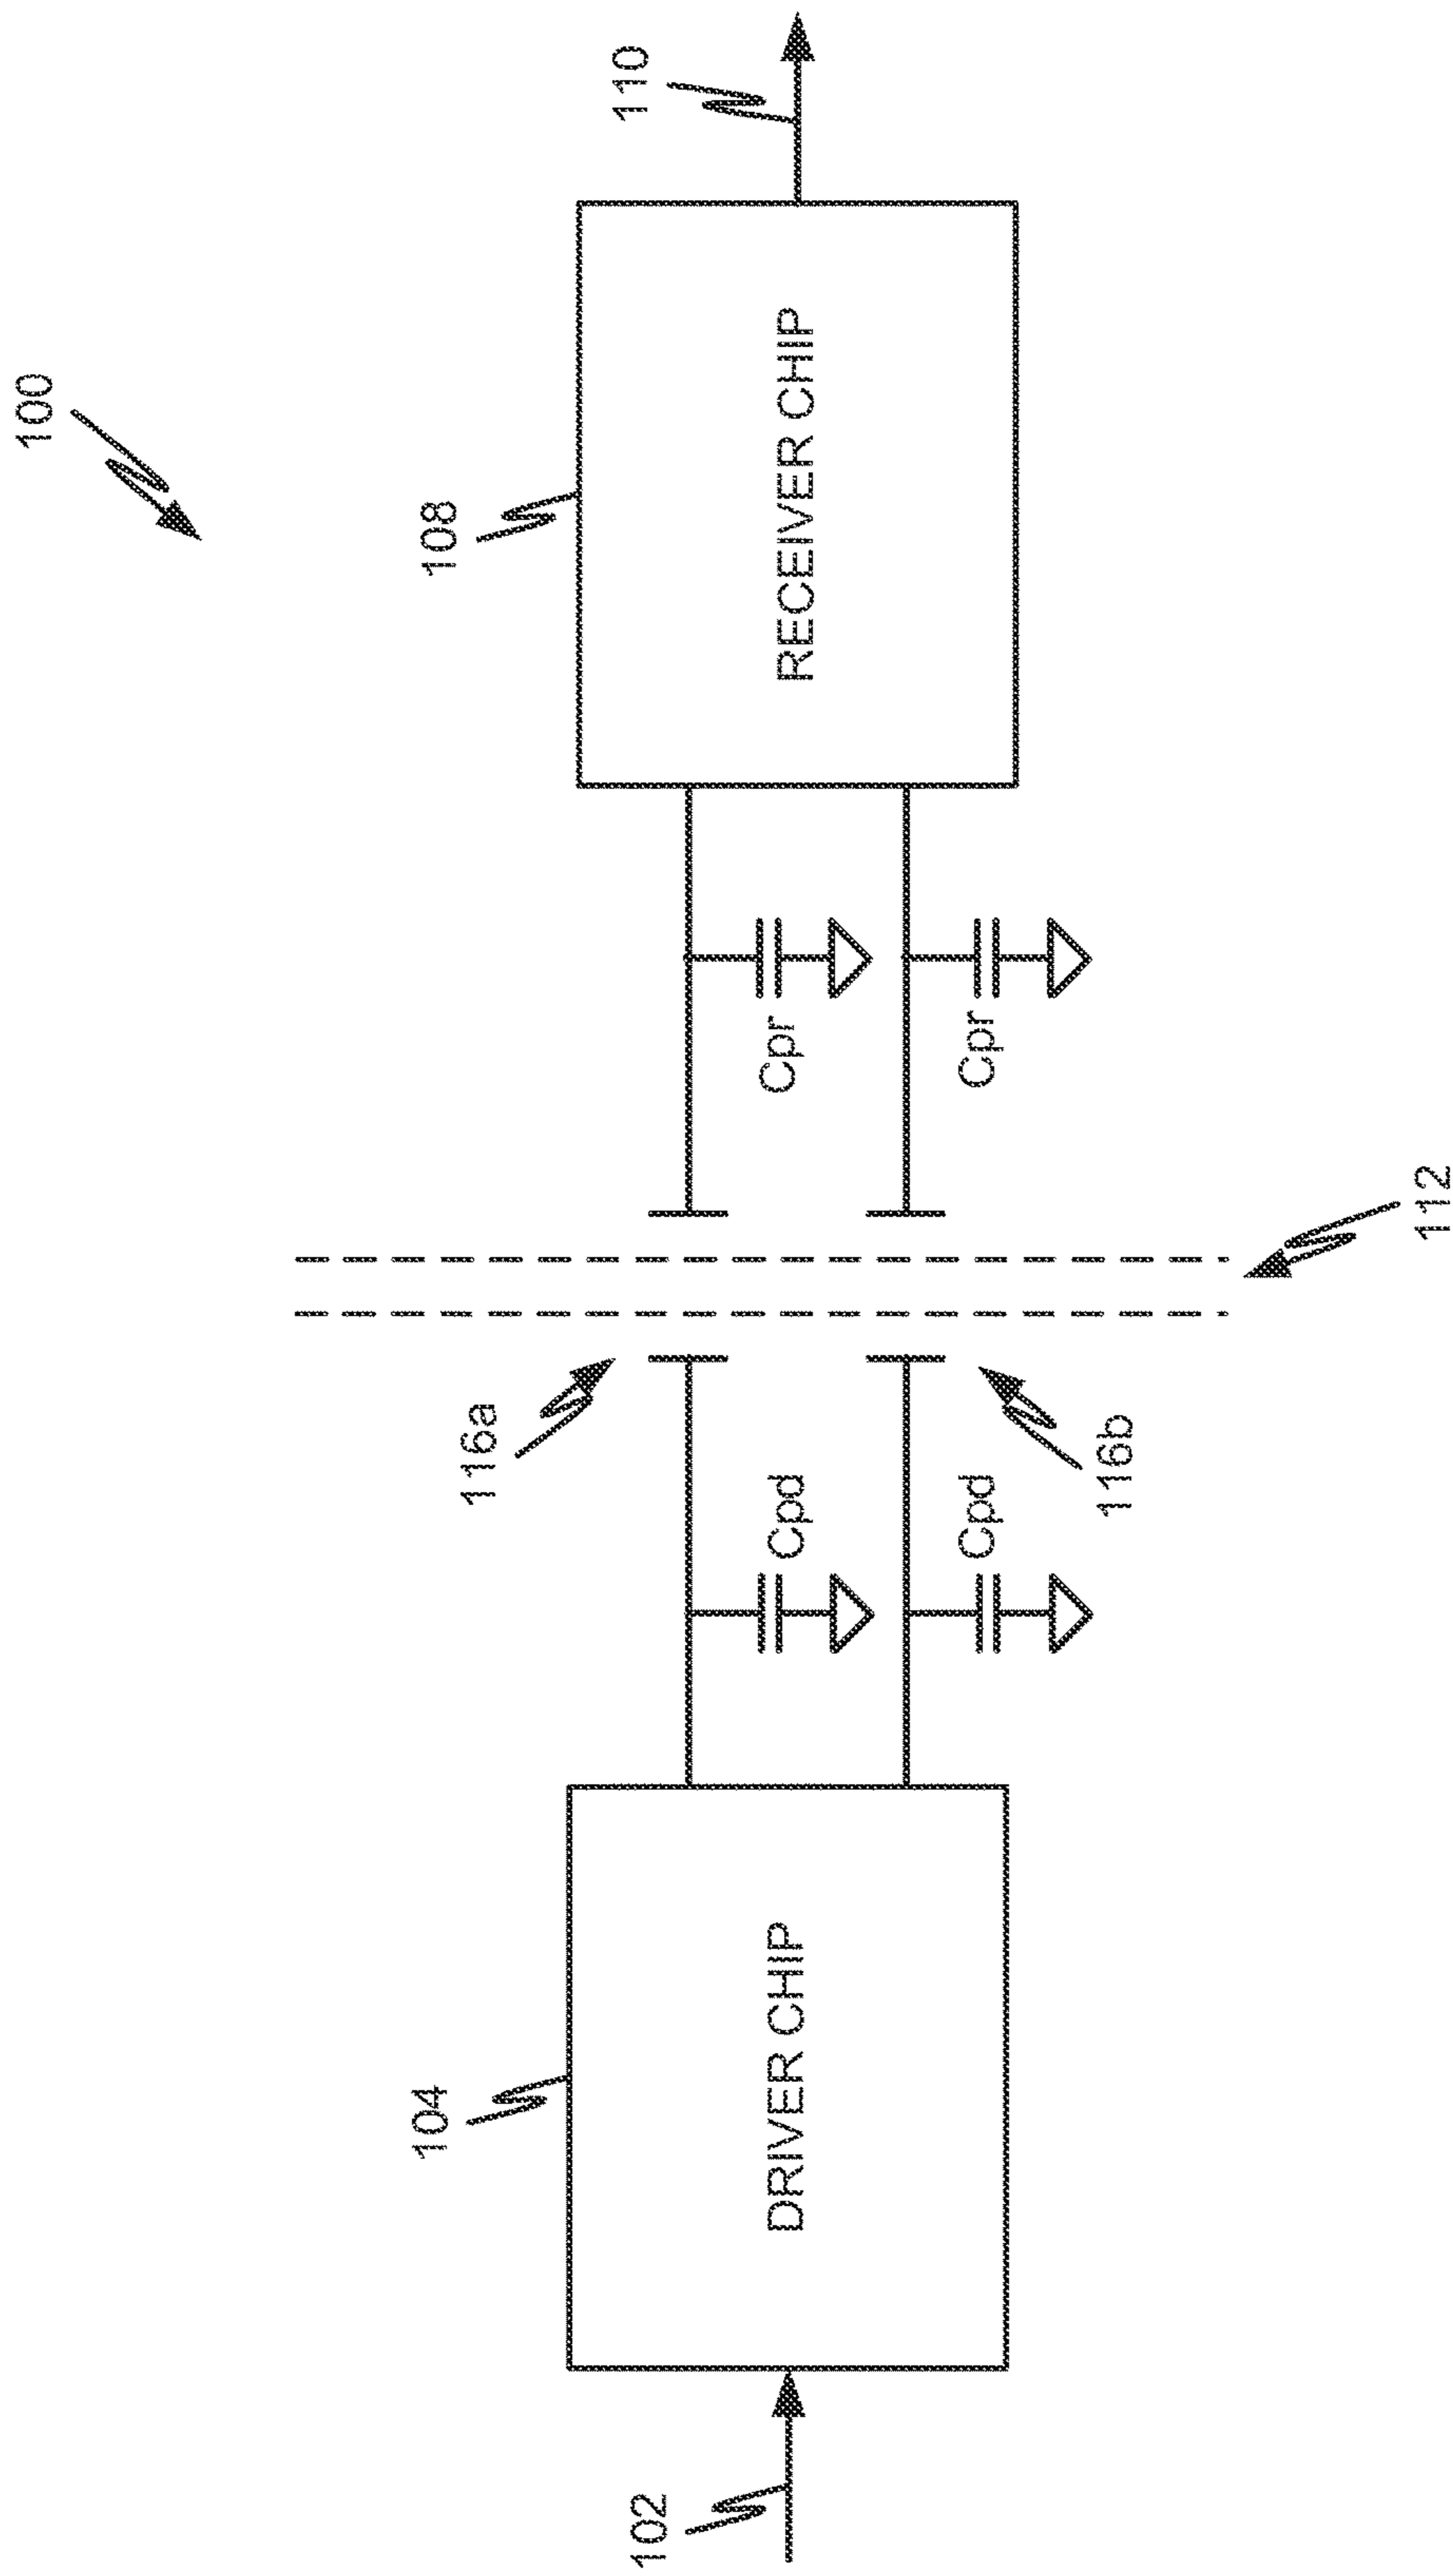 100
110
108
RECEIVER CHIP
Cpr
Cpr
112
116a
116b
Cpd
Cpd
104
DRIVER CHIP
102